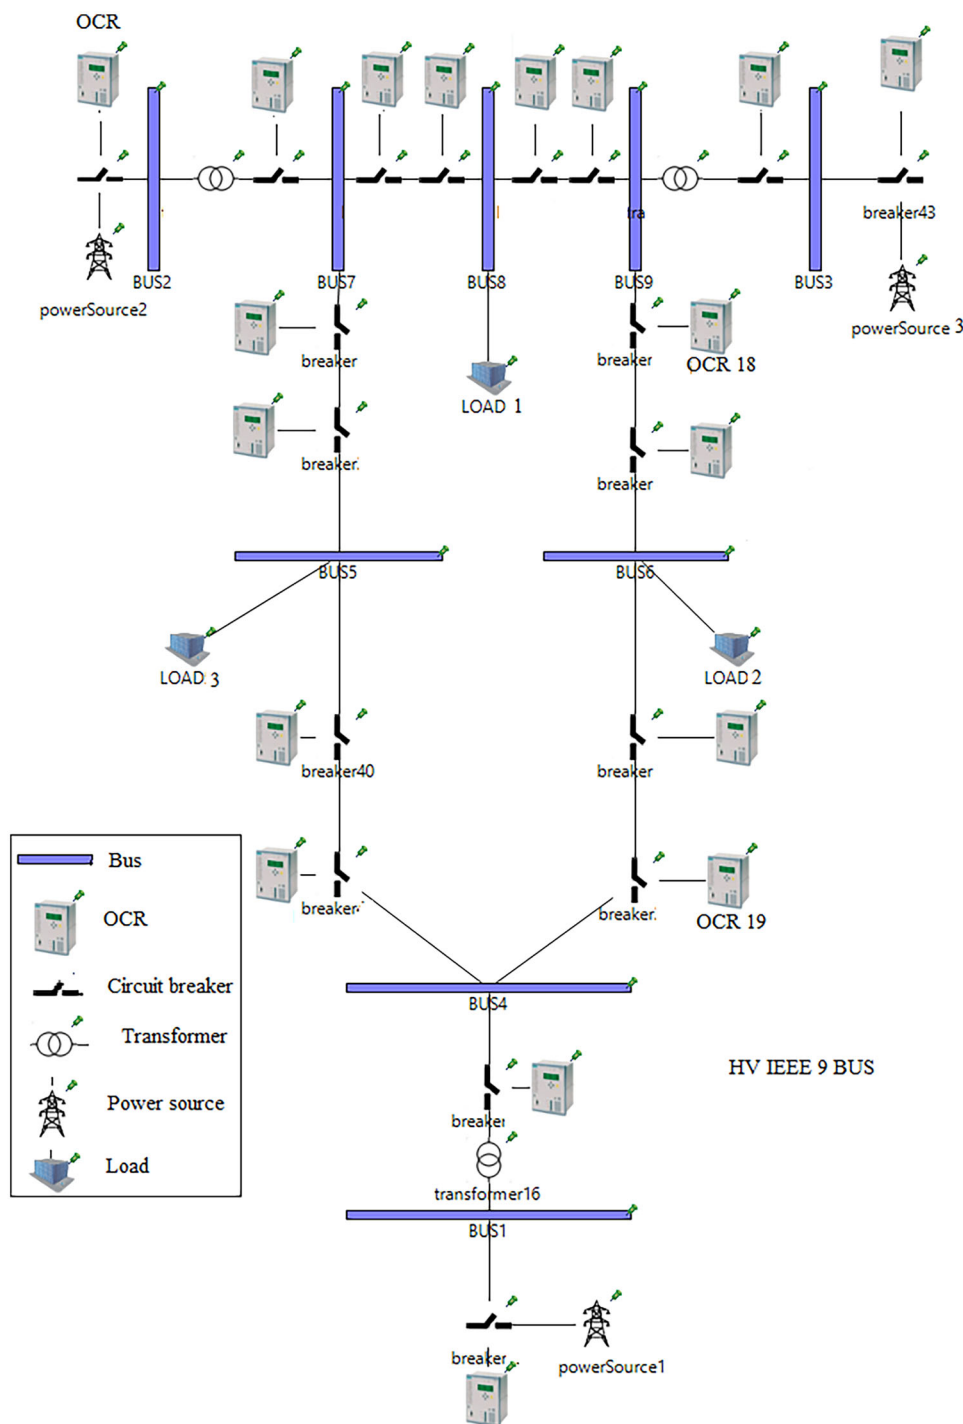 OCR
breaker43
tra
BUS2
BUS7
BUS8
BUS9
BUS3
powerSource2
powerSource 3
breaker
breaker
OCR 18
LOAD 1
breaker.
breaker
BUS5
BUS6
LOAD: 3
LOAD 2
breaker40
breaker
Bus
breaker
breaker.
OCR 19
OCR
Circuit breaker
BUS4
Transformer
HV IEEE 9 BUS
Power source
breaker
Load
transformer16
BUS1
breaker .
powerSource1